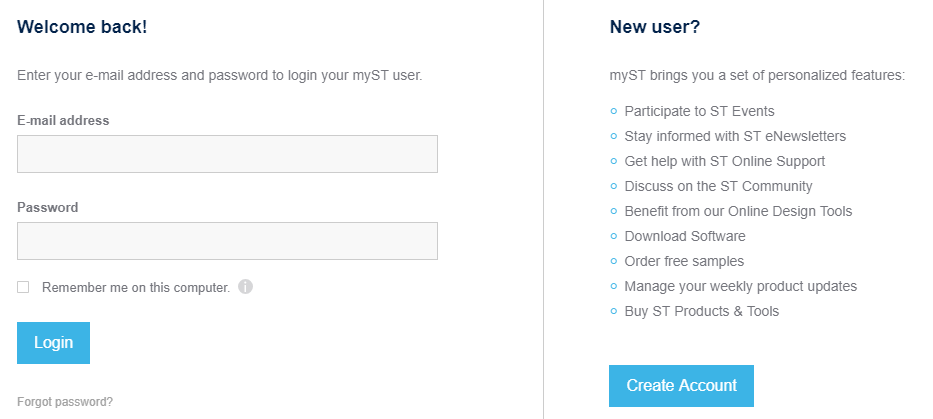 Welcome back!
Enter your e-mail address and password to login your myST user.
E-mail address
Password
Remember me on this computer. i
Login
Forgot password?
New user?
myST brings you a set of personalized features:
Participate to ST Events
Stay informed with ST eNewsletters
Get help with ST Online Support
Discuss on the ST Community
Benefit from our Online Design Tools
Download Software
Order free samples
Manage your weekly product updates
Buy ST Products & Tools
Create Account